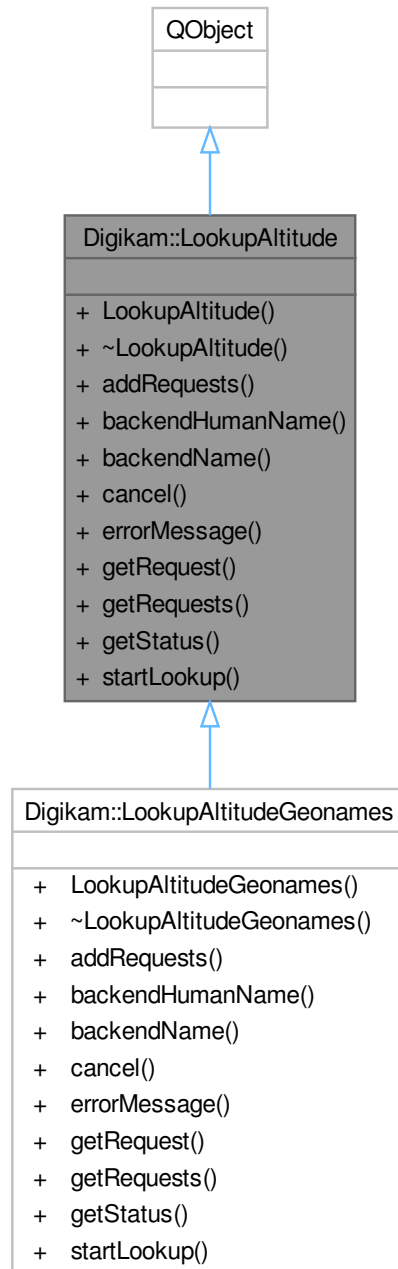 QObject
Digikam::LookupAltitude
+ LookupAltitude()
+ ~LookupAltitude()
+ addRequests()
+ backendHumanName()
+ backendName()
+ cancel()
+ errorMessage()
+ getRequest()
+ getRequests()
+ getStatus()
+ startLookup()
Digikam::LookupAltitudeGeonames
+ LookupAltitudeGeonames()
+ ~LookupAltitudeGeonames()
+ addRequests()
+ backendHumanName()
+ backendName()
+ cancel()
+ errorMessage()
+ getRequest()
+ getRequests()
+ getStatus()
+ startLookup()